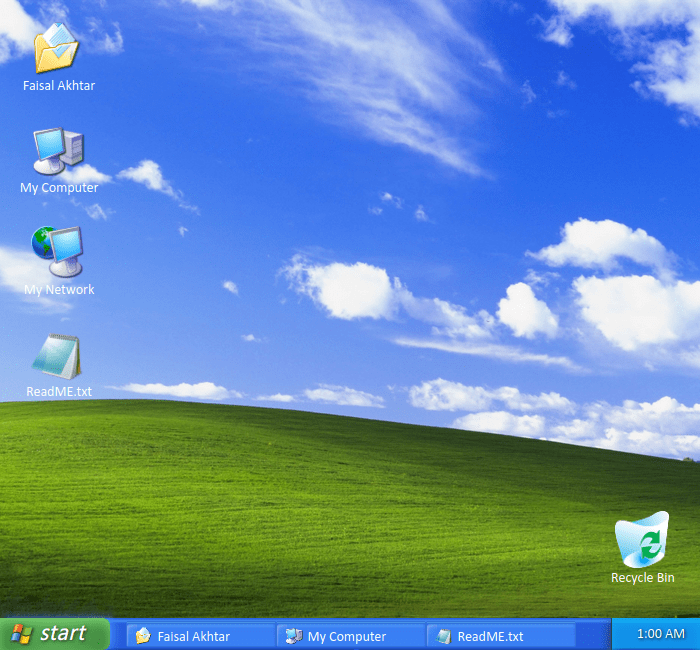 Faisal Akhtar
My Computer
My Network
ReadME.txt
Recycle Bin
start
Faisal Akhtar
My Computer
ReadME.txt
1:00 AM